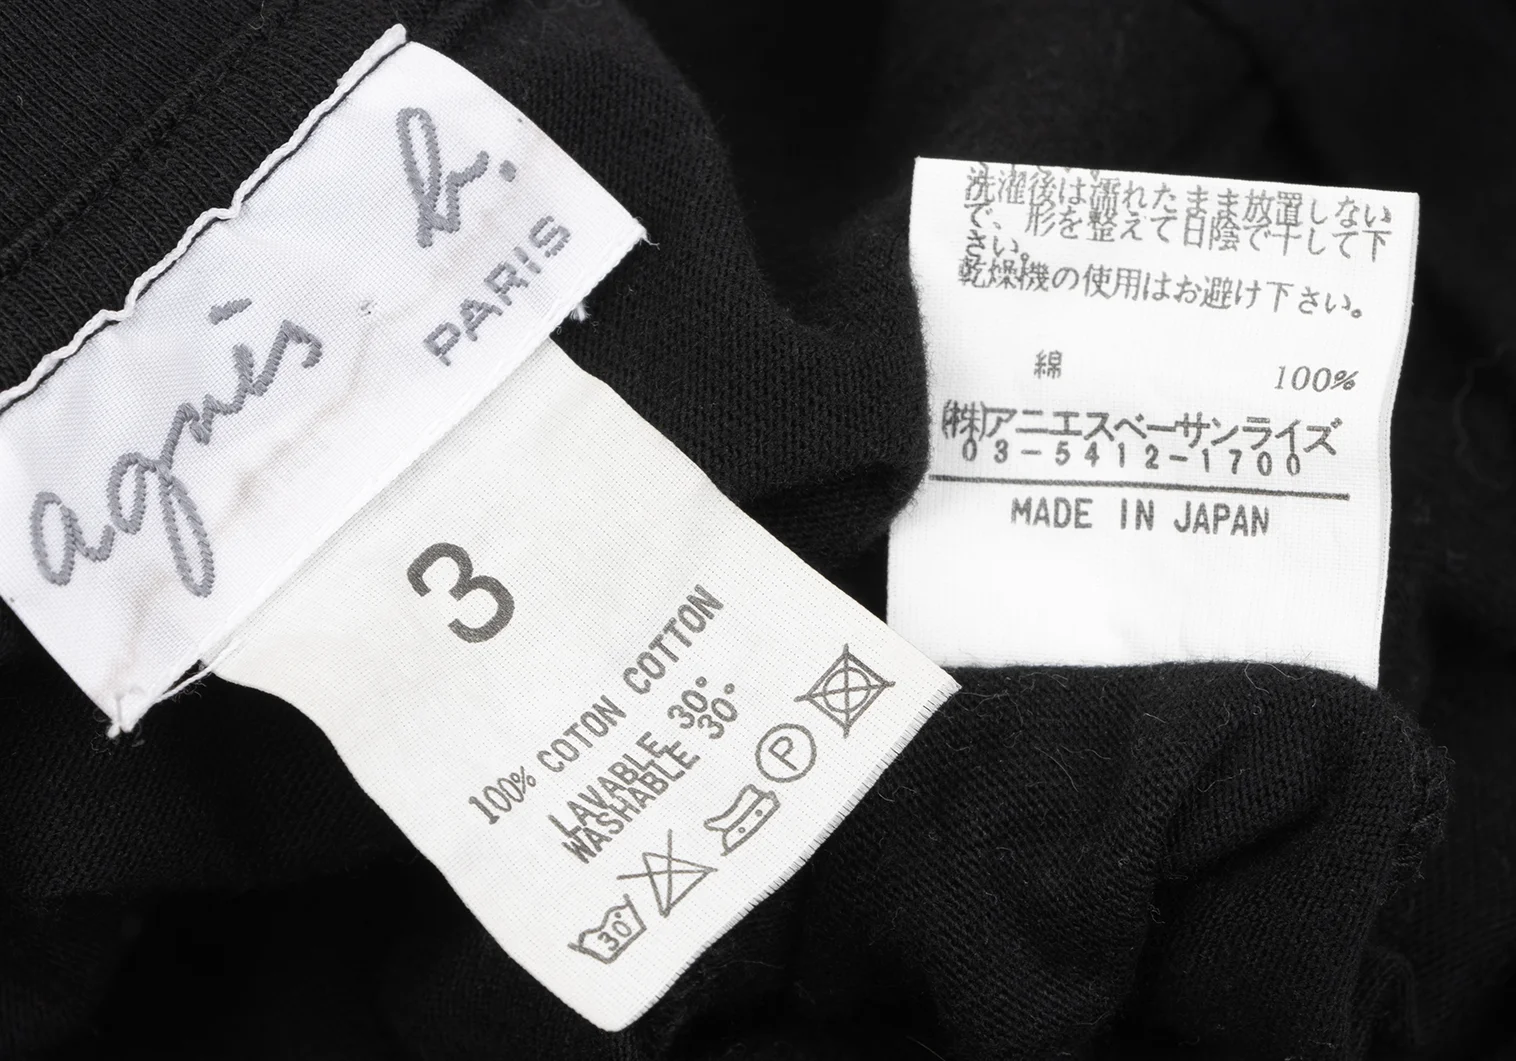 agnès b.
PARIS
3
100% COTON COTTON
LAVABLE 30°
WASHABLE 30°
30°
P
洗濯後は濡れたまま放置しない
で、形を整えて日陰で干して下
さい。
乾燥機の使用はお避け下さい。
綿 100%
(株)アニエスベーサンライズ
03-5412-1700
MADE IN JAPAN